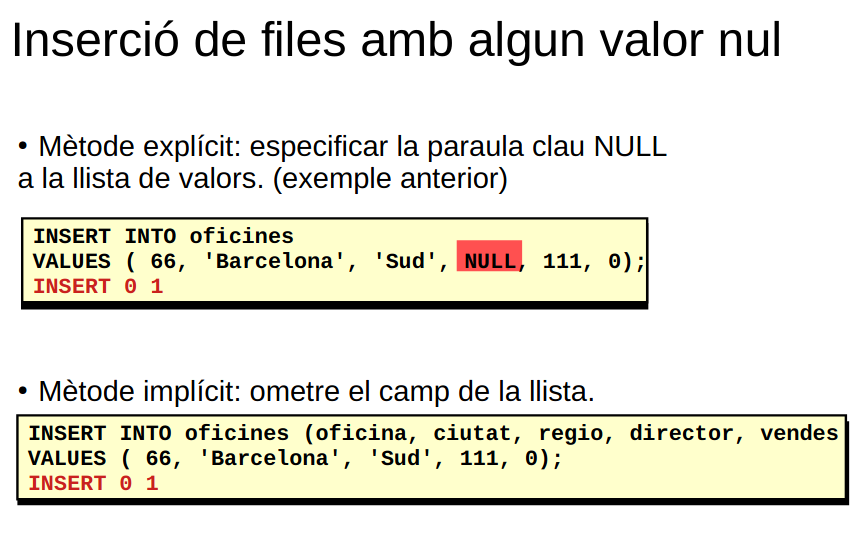 Inserció de files amb algun valor nul
• Mètode explícit: especificar la paraula clau NULL
a la llista de valors. (exemple anterior)
INSERT INTO oficines
VALUES ( 66, 'Barcelona', 'Sud', NULL, 111, 0);
INSERT 0 1
• Mètode implícit: ometre el camp de la llista.
INSERT INTO oficines (oficina, ciutat, regio, director, vendes
VALUES ( 66, 'Barcelona', 'Sud', 111, 0);
INSERT 0 1